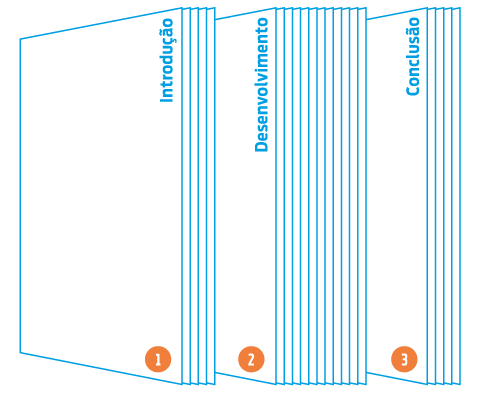 Introdução
Desenvolvimento
Conclusão
1
2
3